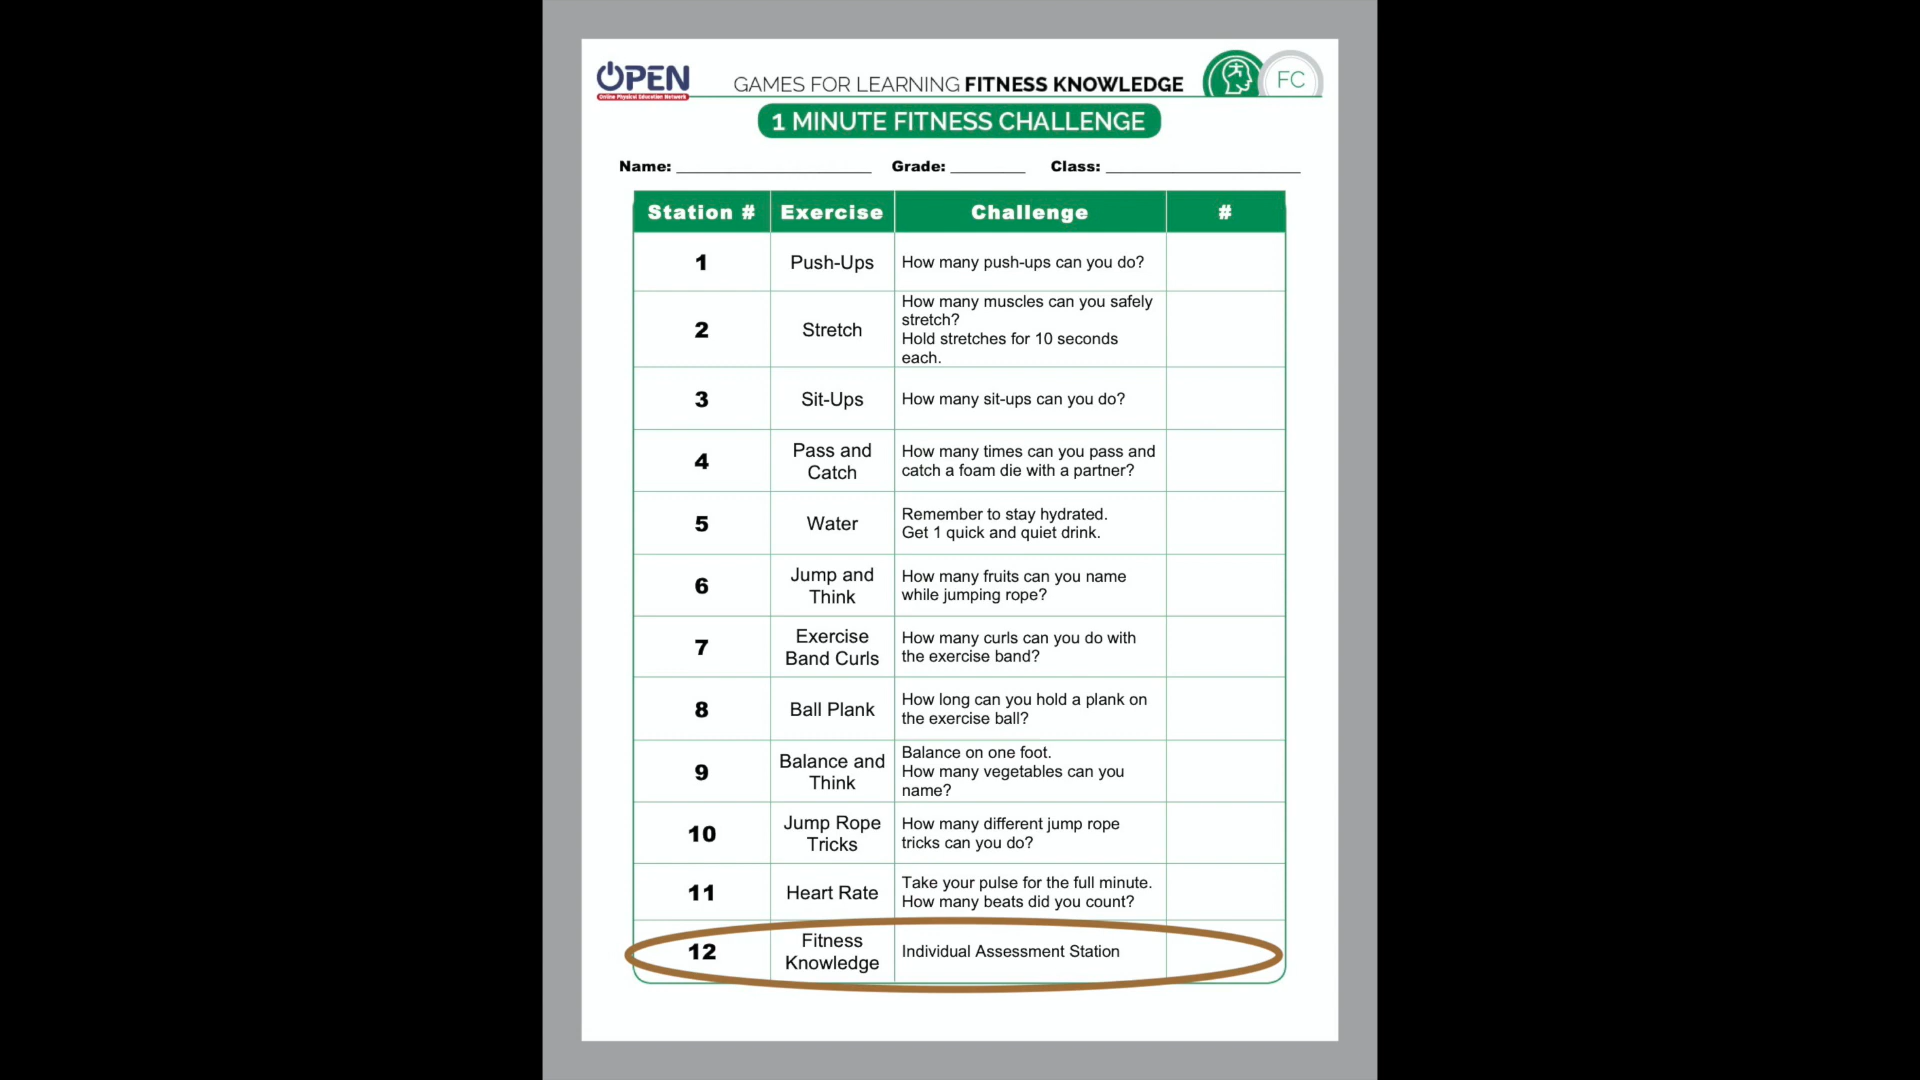 OPEN
Online Physical Education Network
GAMES FOR LEARNING FITNESS KNOWLEDGE
FC
1 MINUTE FITNESS CHALLENGE
Name: Grade: Class:
Station # Exercise Challenge #
1 Push-Ups How many push-ups can you do?
2 Stretch How many muscles can you safely
stretch?
Hold stretches for 10 seconds
each.
3 Sit-Ups How many sit-ups can you do?
4 Pass and
Catch
How many times can you pass and
catch a foam die with a partner?
5 Water Remember to stay hydrated.
Get 1 quick and quiet drink.
6 Jump and
Think
How many fruits can you name
while jumping rope?
7 Exercise
Band Curls
How many curls can you do with
the exercise band?
8 Ball Plank How long can you hold a plank on
the exercise ball?
9 Balance and
Think
Balance on one foot.
How many vegetables can you
name?
10 Jump Rope
Tricks
How many different jump rope
tricks can you do?
11 Heart Rate Take your pulse for the full minute.
How many beats did you count?
12 Fitness
Knowledge
Individual Assessment Station